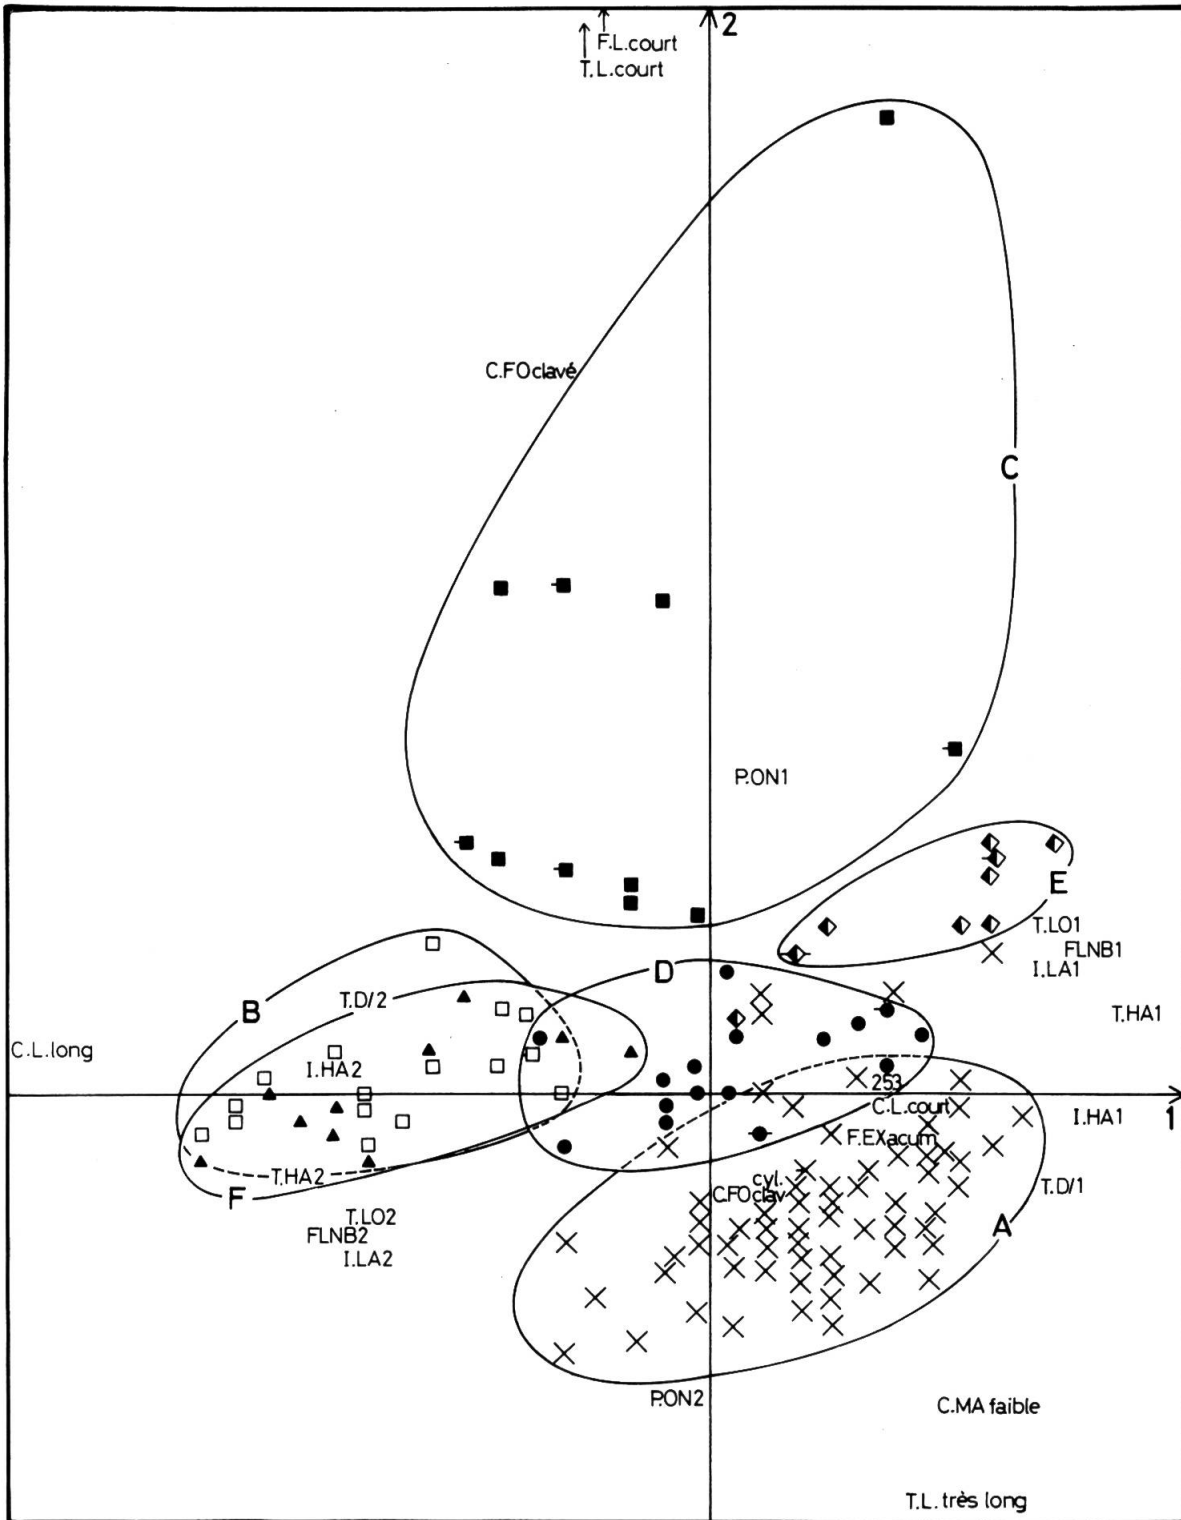 2
F.L.court
T.L.court
C.FOclavé
C
P.ON1
E
T.LO1
FLNB1
I.LA1
D
B
T.D/2
T.HA1
C.L.long
I.HA2
253
C.L.court
I.HA1
1
F.EXacum
T.HA2
cyl.
C.FOclav
T.D/1
F
T.LO2
FLNB2
I.LA2
A
P.ON2
C.MA faible
T.L. très long